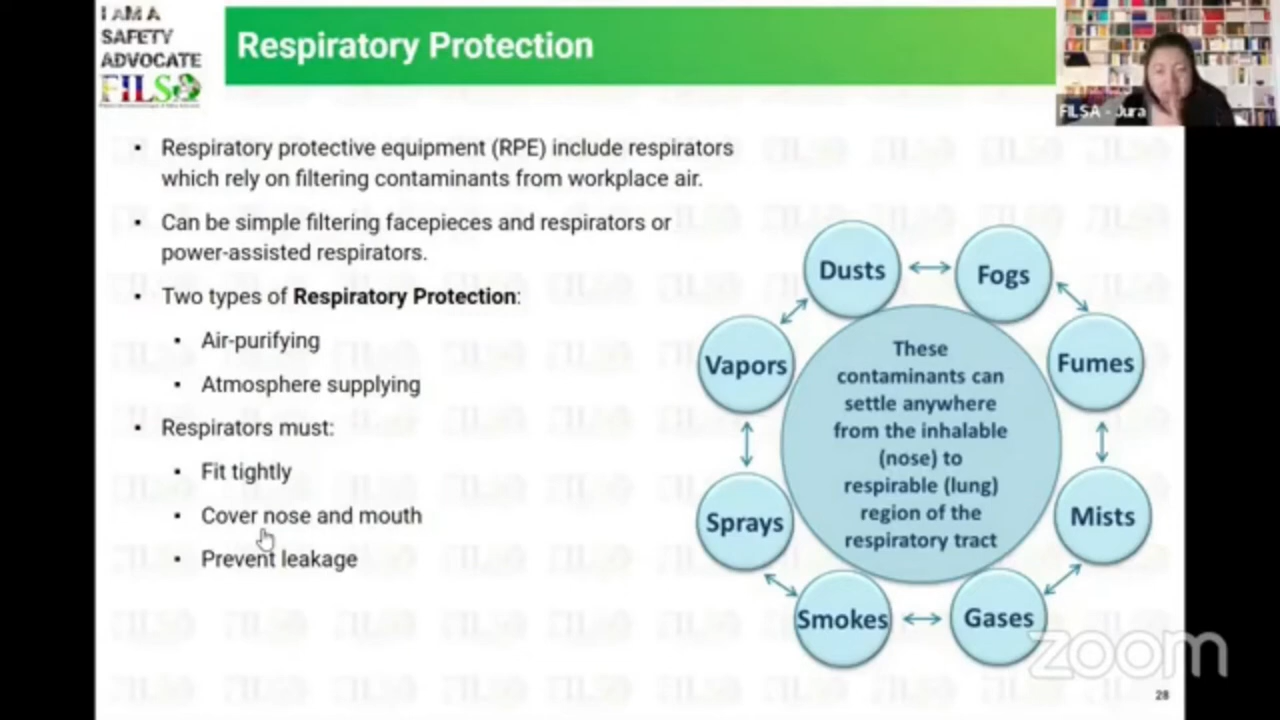 I AM A
SAFETY
ADVOCATE
FILSA
Respiratory Protection
FILSA - Jura
• Respiratory protective equipment (RPE) include respirators
which rely on filtering contaminants from workplace air.
• Can be simple filtering facepieces and respirators or
power-assisted respirators.
• Two types of Respiratory Protection:
• Air-purifying
• Atmosphere supplying
• Respirators must:
• Fit tightly
• Cover nose and mouth
• Prevent leakage
Dusts
Fogs
Vapors
Fumes
These
contaminants can
settle anywhere
from the inhalable
(nose) to
respirable (lung)
region of the
respiratory tract
Sprays
Mists
Smokes
Gases
zoom
28